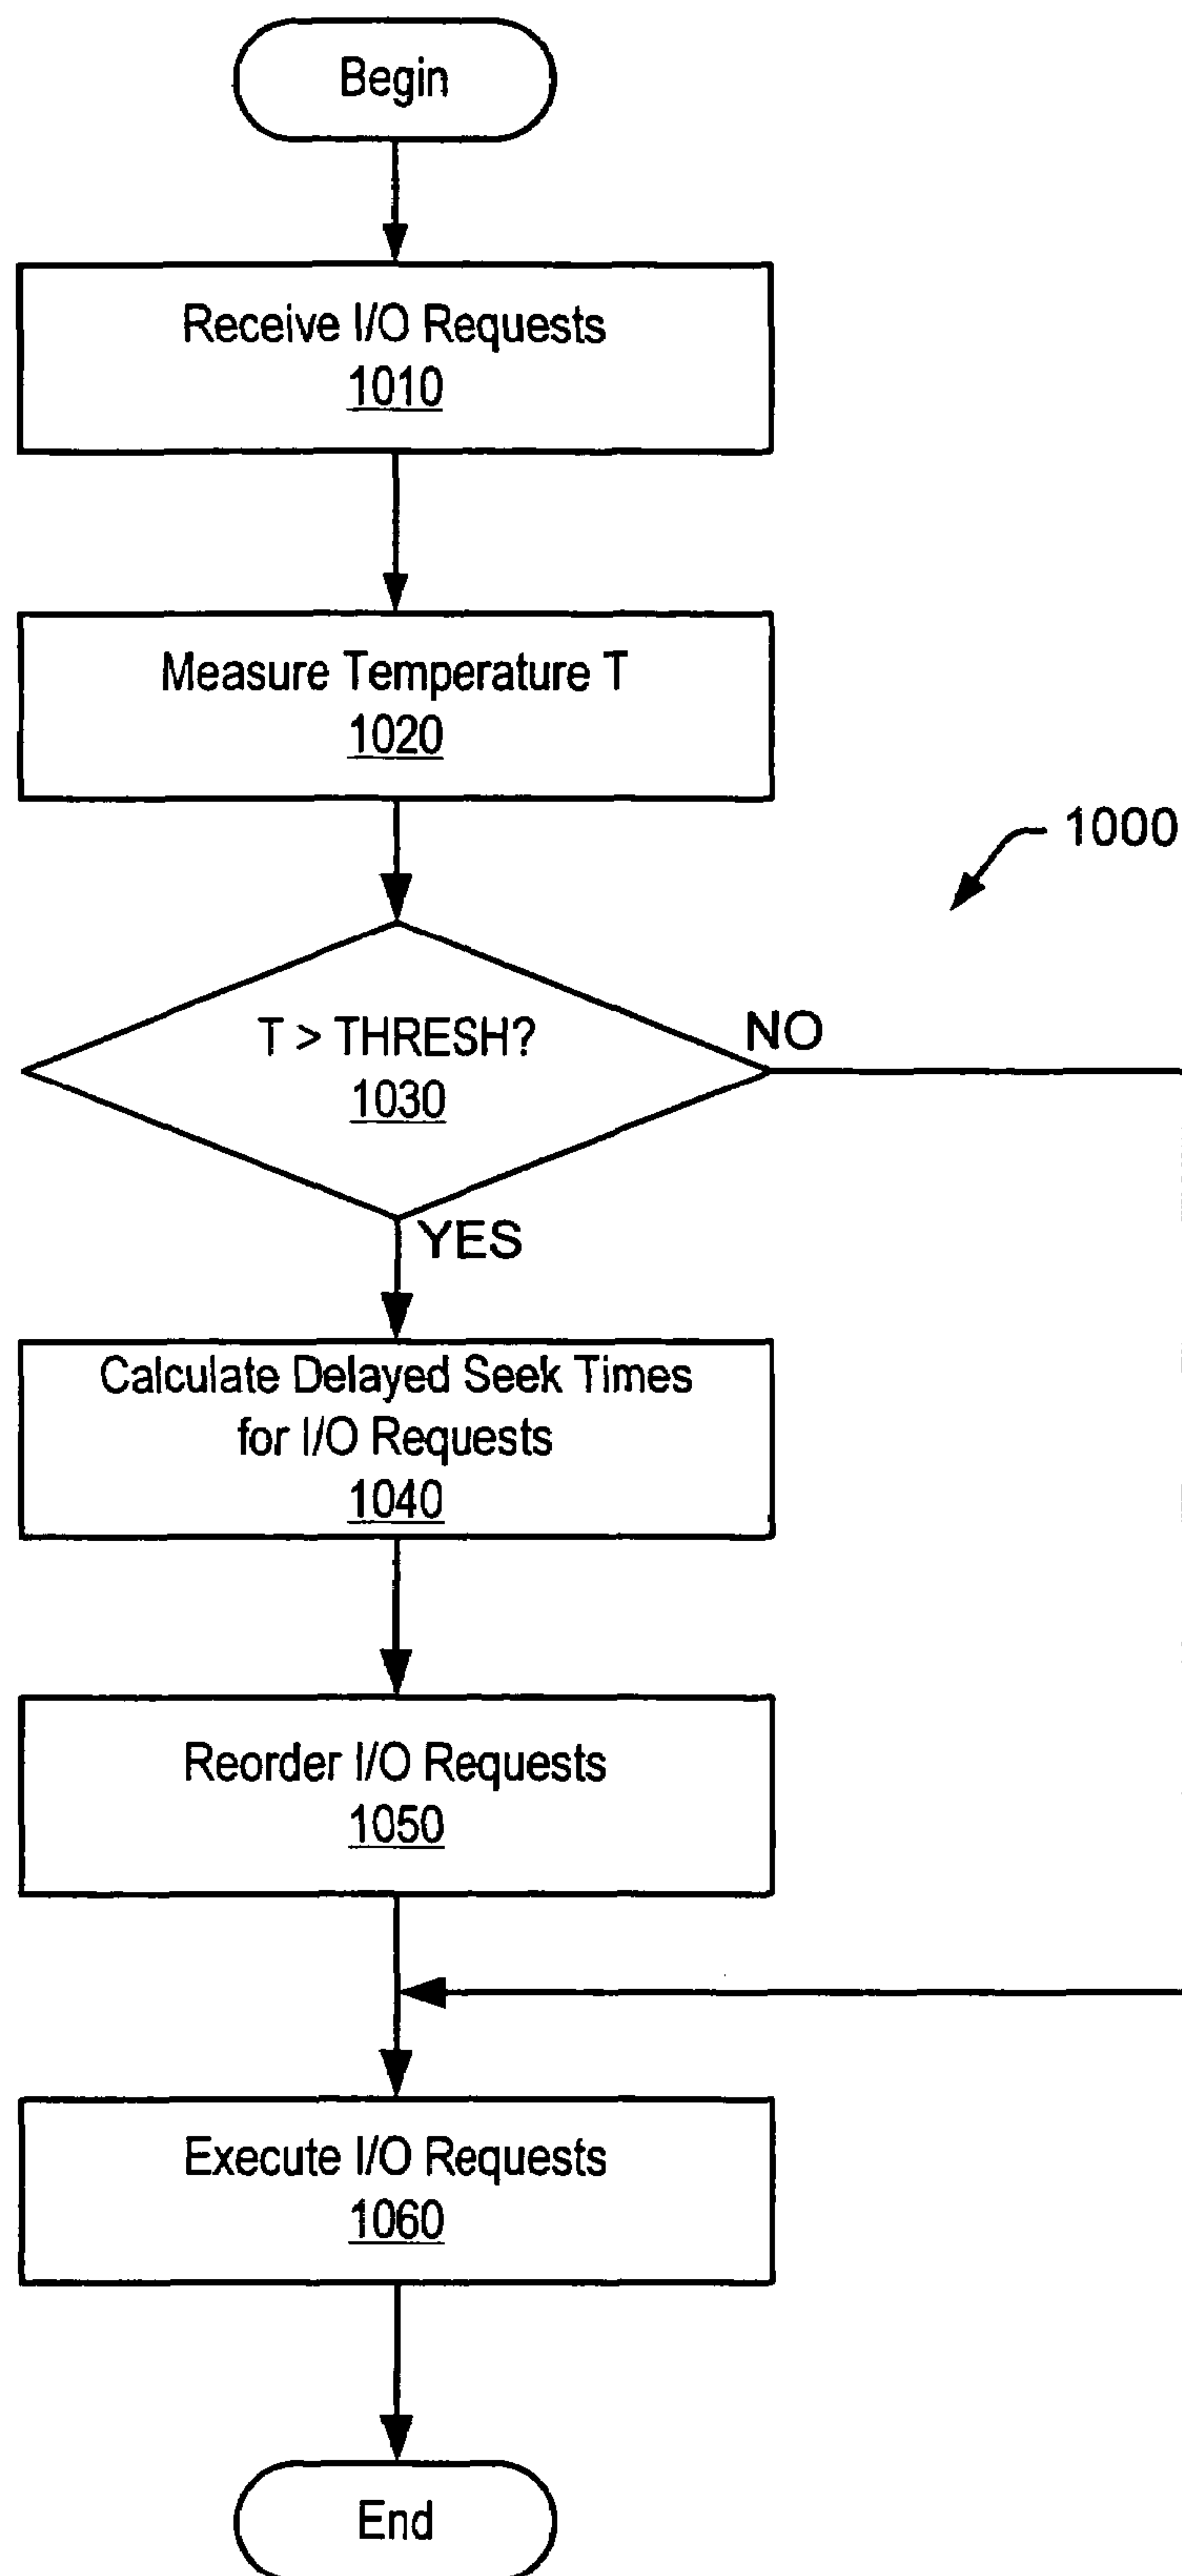 Begin
Receive I/O Requests
1010
Measure Temperature T
1020
1000
T > THRESH?
1030
NO
YES
Calculate Delayed Seek Times
for I/O Requests
1040
Reorder I/O Requests
1050
Execute I/O Requests
1060
End